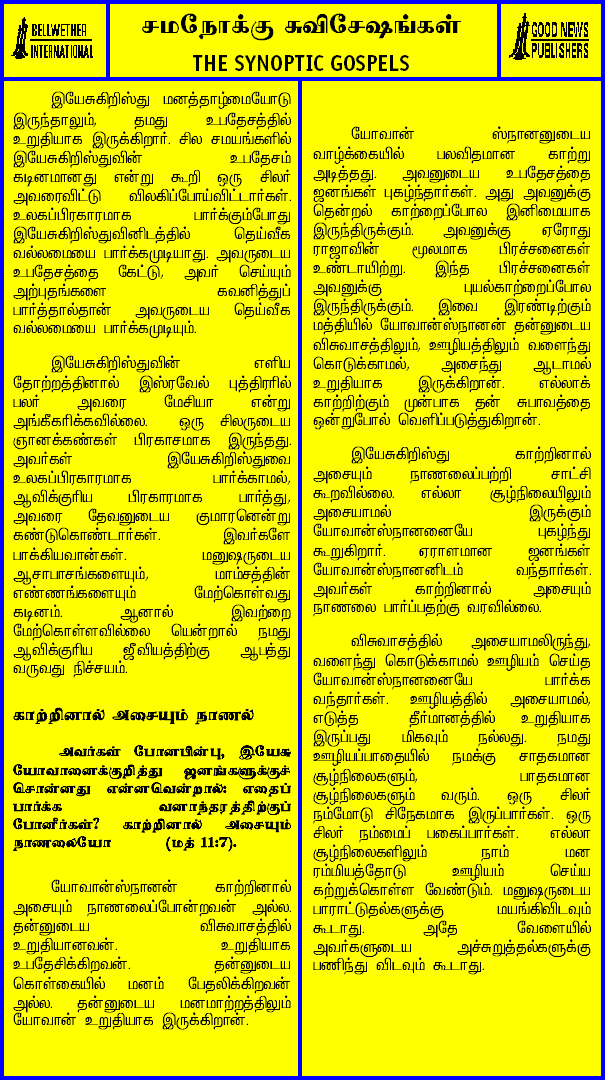 BELLWETHER
INTERNATIONAL
சமநோக்கு சுவிசேஷங்கள்
THE SYNOPTIC GOSPELS
GOOD NEWS
PUBLISHERS
இயேசுகிறிஸ்து மனத்தாழ்மையோடு
இருந்தாலும், தமது உபதேசத்தில்
உறுதியாக இருக்கிறார். சில சமயங்களில்
இயேசுகிறிஸ்துவின் உபதேசம்
கடினமானது என்று கூறி ஒரு சிலர்
அவரைவிட்டு விலகிப்போய்விட்டார்கள்.
உலகப்பிரகாரமாக பார்க்கும்போது
இயேசுகிறிஸ்துவினிடத்தில் தெய்வீக
வல்லமையை பார்க்கமுடியாது. அவருடைய
உபதேசத்தை கேட்டு, அவர் செய்யும்
அற்புதங்களை கவனித்துப்
பார்த்தால்தான் அவருடைய தெய்வீக
வல்லமையை பார்க்கமுடியும்.
இயேசுகிறிஸ்துவின் எளிய
தோற்றத்தினால் இஸ்ரவேல் புத்திரரில்
பலர் அவரை மேசியா என்று
அங்கீகரிக்கவில்லை. ஒரு சிலருடைய
ஞானக்கண்கள் பிரகாசமாக இருந்தது.
அவர்கள் இயேசுகிறிஸ்துவை
உலகப்பிரகாரமாக பார்க்காமல்,
ஆவிக்குரிய பிரகாரமாக பார்த்து,
அவரை தேவனுடைய குமாரனென்று
கண்டுகொண்டார்கள். இவர்களே
பாக்கியவான்கள். மனுஷருடைய
ஆசாபாசங்களையும், மாம்சத்தின்
எண்ணங்களையும் மேற்கொள்வது
கடினம். ஆனால் இவற்றை
மேற்கொள்ளவில்லை யென்றால் நமது
ஆவிக்குரிய ஜீவியத்திற்கு ஆபத்து
வருவது நிச்சயம்.
காற்றினால் அசையும் நாணல்
அவர்கள் போனபின்பு, இயேசு
யோவானைக்குறித்து ஜனங்களுக்குச்
சொன்னது என்னவென்றால்: எதைப்
பார்க்க வனாந்தரத்திற்குப்
போனீர்கள்? காற்றினால் அசையும்
நாணலையோ (மத் 11:7).
யோவான்ஸ்நானன் காற்றினால்
அசையும் நாணலைப்போன்றவன் அல்ல.
தன்னுடைய விசுவாசத்தில்
உறுதியானவன். உறுதியாக
உபதேசிக்கிறவன். தன்னுடைய
கொள்கையில் மனம் பேதலிக்கிறவன்
அல்ல. தன்னுடைய மனமாற்றத்திலும்
யோவான் உறுதியாக இருக்கிறான்.
யோவான் ஸ்நானனுடைய
வாழ்க்கையில் பலவிதமான காற்று
அடித்தது. அவனுடைய உபதேசத்தை
ஜனங்கள் புகழ்ந்தார்கள். அது அவனுக்கு
தென்றல் காற்றைப்போல இனிமையாக
இருந்திருக்கும். அவனுக்கு ஏரோது
ராஜாவின் மூலமாக பிரச்சனைகள்
உண்டாயிற்று. இந்த பிரச்சனைகள்
அவனுக்கு புயல்காற்றைப்போல
இருந்திருக்கும். இவை இரண்டிற்கும்
மத்தியில் யோவான்ஸ்நானன் தன்னுடைய
விசுவாசத்திலும், ஊழியத்திலும் வளைந்து
கொடுக்காமல், அசைந்து ஆடாமல்
உறுதியாக இருக்கிறான். எல்லாக்
காற்றிற்கும் முன்பாக தன் சுபாவத்தை
ஒன்றுபோல் வெளிப்படுத்துகிறான்.
இயேசுகிறிஸ்து காற்றினால்
அசையும் நாணலைப்பற்றி சாட்சி
கூறவில்லை. எல்லா சூழ்நிலையிலும்
அசையாமல் இருக்கும்
யோவான்ஸ்நானனையே புகழ்ந்து
கூறுகிறார். ஏராளமான ஜனங்கள்
யோவான்ஸ்நானனிடம் வந்தார்கள்.
அவர்கள் காற்றினால் அசையும்
நாணலை பார்ப்பதற்கு வரவில்லை.
விசுவாசத்தில் அசையாமலிருந்து,
வளைந்து கொடுக்காமல் ஊழியம் செய்த
யோவான்ஸ்நானனையே பார்க்க
வந்தார்கள். ஊழியத்தில் அசையாமல்,
எடுத்த தீர்மானத்தில் உறுதியாக
இருப்பது மிகவும் நல்லது. நமது
ஊழியப்பாதையில் நமக்கு சாதகமான
சூழ்நிலைகளும், பாதகமான
சூழ்நிலைகளும் வரும். ஒரு சிலர்
நம்மோடு சிநேகமாக இருப்பார்கள். ஒரு
சிலர் நம்மைப் பகைப்பார்கள். எல்லா
சூழ்நிலைகளிலும் நாம் மன
ரம்மியத்தோடு ஊழியம் செய்ய
கற்றுக்கொள்ள வேண்டும். மனுஷருடைய
பாராட்டுதல்களுக்கு மயங்கிவிடவும்
கூடாது. அதே வேளையில்
அவர்களுடைய அச்சுறுத்தல்களுக்கு
பணிந்து விடவும் கூடாது.